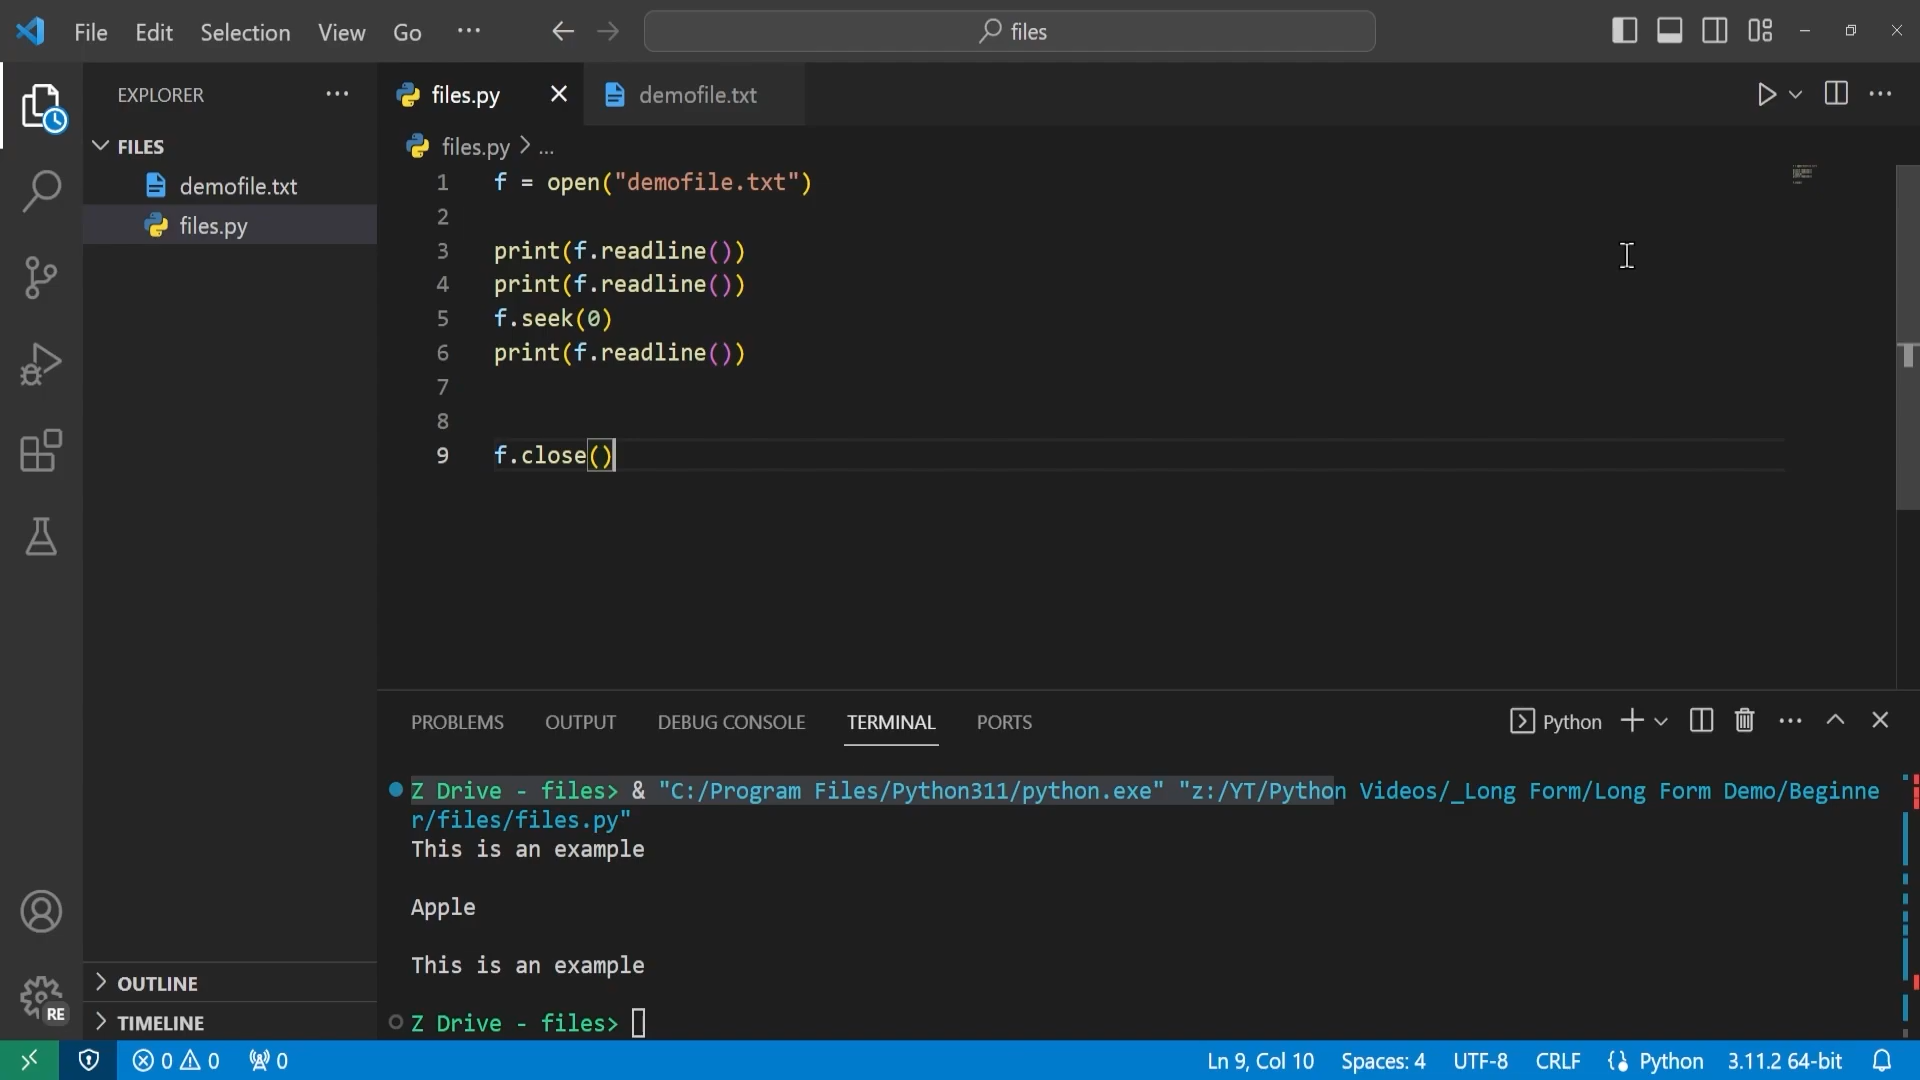 File Edit Selection View Go ··· files
EXPLORER ···
files.py demofile.txt ···
FILES
demofile.txt
files.py
files.py > ...
1 f = open("demofile.txt")
2
3 print(f.readline())
4 print(f.readline())
5 f.seek(0)
6 print(f.readline())
7
8
9 f.close()
PROBLEMS OUTPUT DEBUG CONSOLE TERMINAL PORTS Python ···
Z Drive - files> & "C:/Program Files/Python311/python.exe" "z:/YT/Python Videos/_Long Form/Long Form Demo/Beginne
r/files/files.py"
This is an example
Apple
This is an example
Z Drive - files>
OUTLINE
TIMELINE
RE
0 0 0 Ln 9, Col 10 Spaces: 4 UTF-8 CRLF Python 3.11.2 64-bit